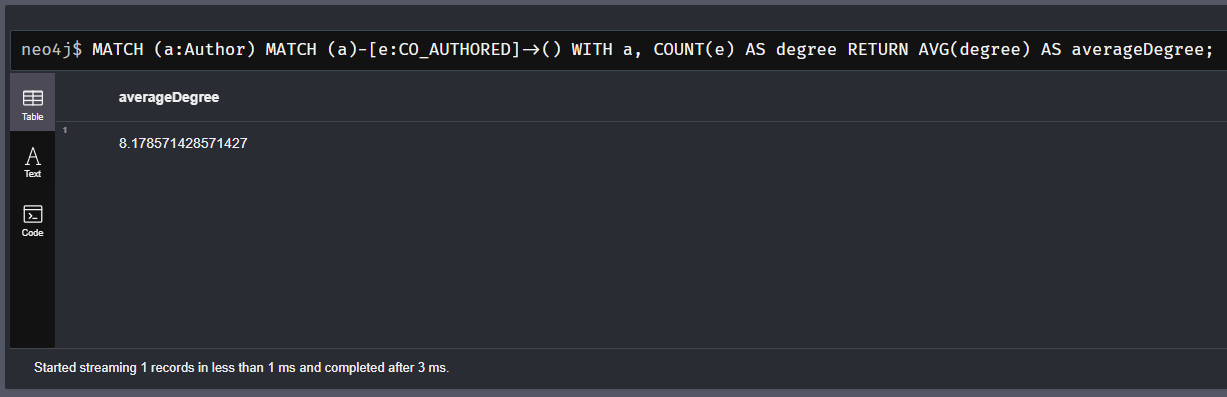 neo4j$ MATCH (a:Author) MATCH (a)-[e:CO_AUTHORED]→() WITH a, COUNT(e) AS degree RETURN AVG(degree) AS averageDegree;
averageDegree
Table
1
8.178571428571427
A
Text
Code
Started streaming 1 records in less than 1 ms and completed after 3 ms.